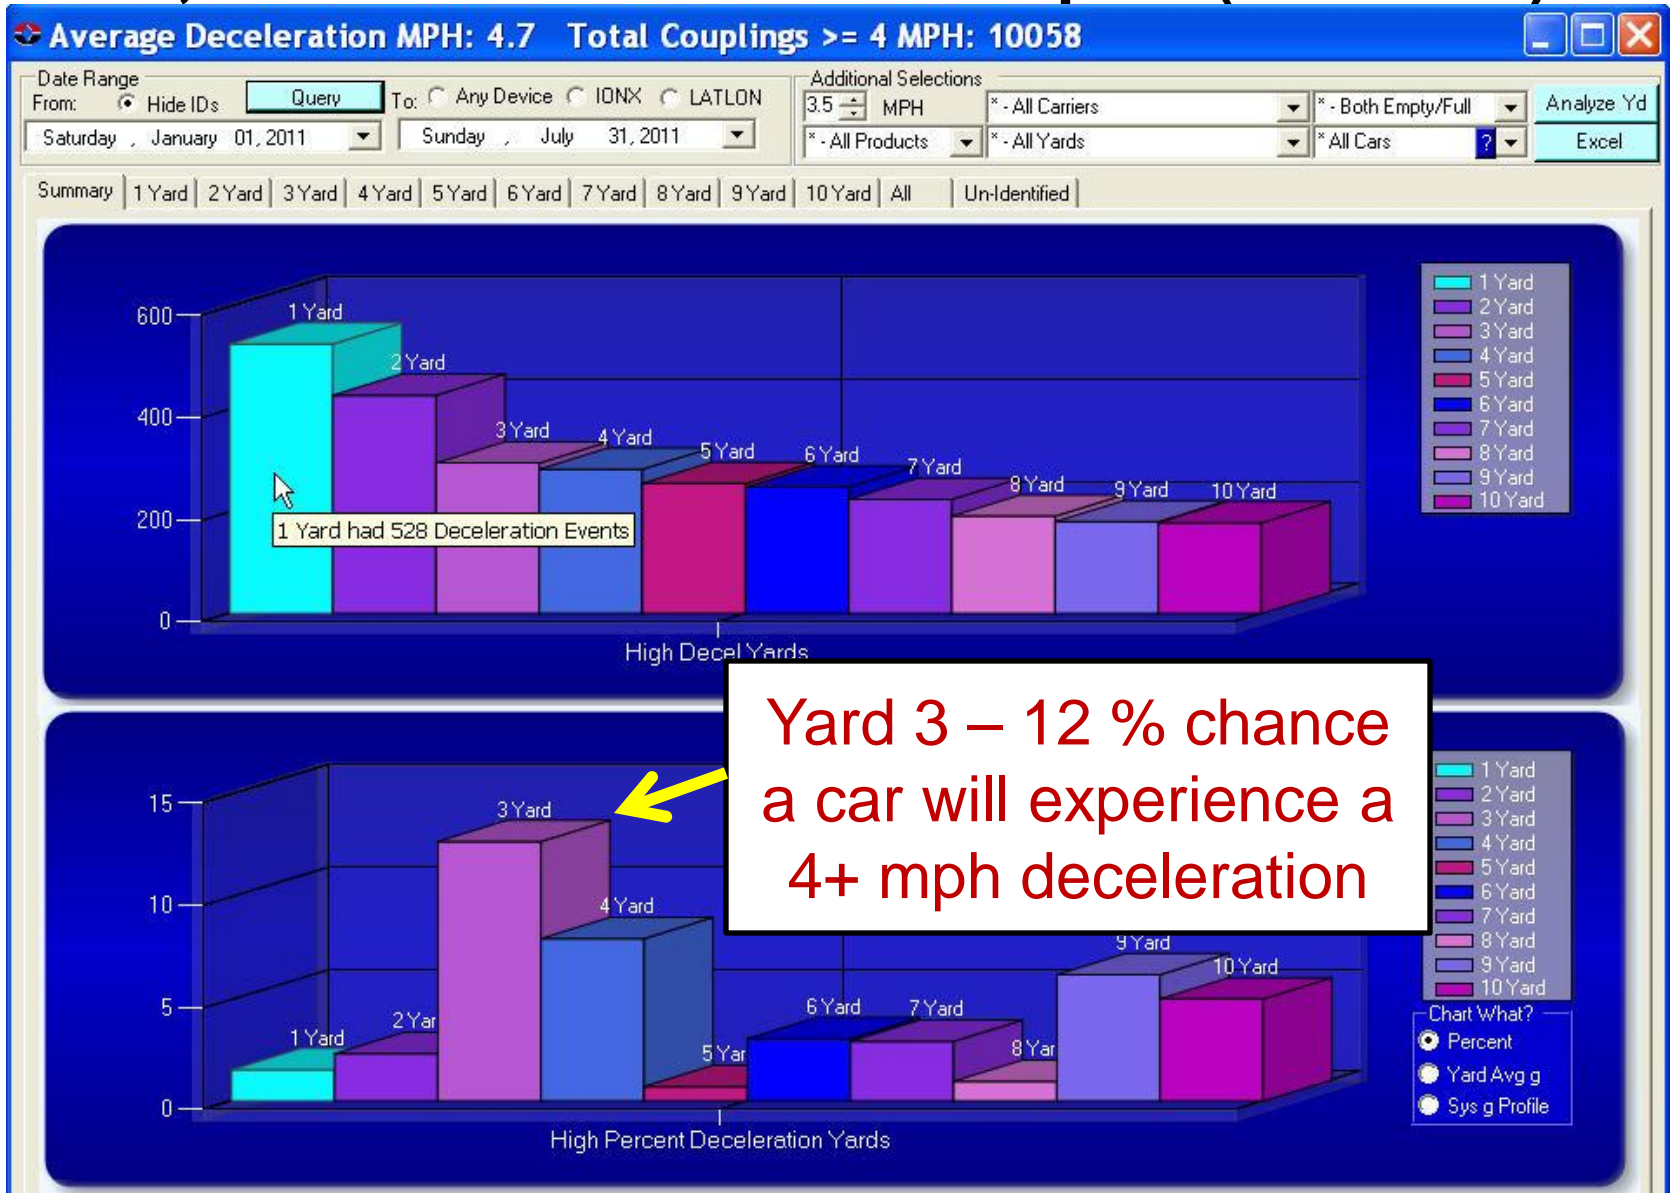 Average Deceleration MPH: 4.7 Total Couplings >= 4 MPH: 10058
Date Range
From: Hide IDs Query To: Any Device IONX LATLON
Saturday , January 01, 2011 Sunday , July 31, 2011
Additional Selections
3.5 MPH * - All Carriers * - Both Empty/Full Analyze Yd
* - All Products * - All Yards * All Cars ? Excel
Summary 1 Yard 2 Yard 3 Yard 4 Yard 5 Yard 6 Yard 7 Yard 8 Yard 9 Yard 10 Yard All Un-Identified
600
400
200
0
1 Yard
2 Yard
3 Yard
4 Yard
5 Yard
6 Yard
7 Yard
8 Yard
9 Yard
10 Yard
1 Yard had 528 Deceleration Events
High Decel Yards
1 Yard
2 Yard
3 Yard
4 Yard
5 Yard
6 Yard
7 Yard
8 Yard
9 Yard
10 Yard
Yard 3 – 12 % chance
a car will experience a
4+ mph deceleration
15
10
5
0
1 Yard
2 Yar
3 Yard
4 Yard
5 Yar
6 Yard
7 Yard
8 Yar
9 Yard
10 Yard
High Percent Deceleration Yards
1 Yard
2 Yard
3 Yard
4 Yard
5 Yard
6 Yard
7 Yard
8 Yard
9 Yard
10 Yard
Chart What?
Percent
Yard Avg g
Sys g Profile